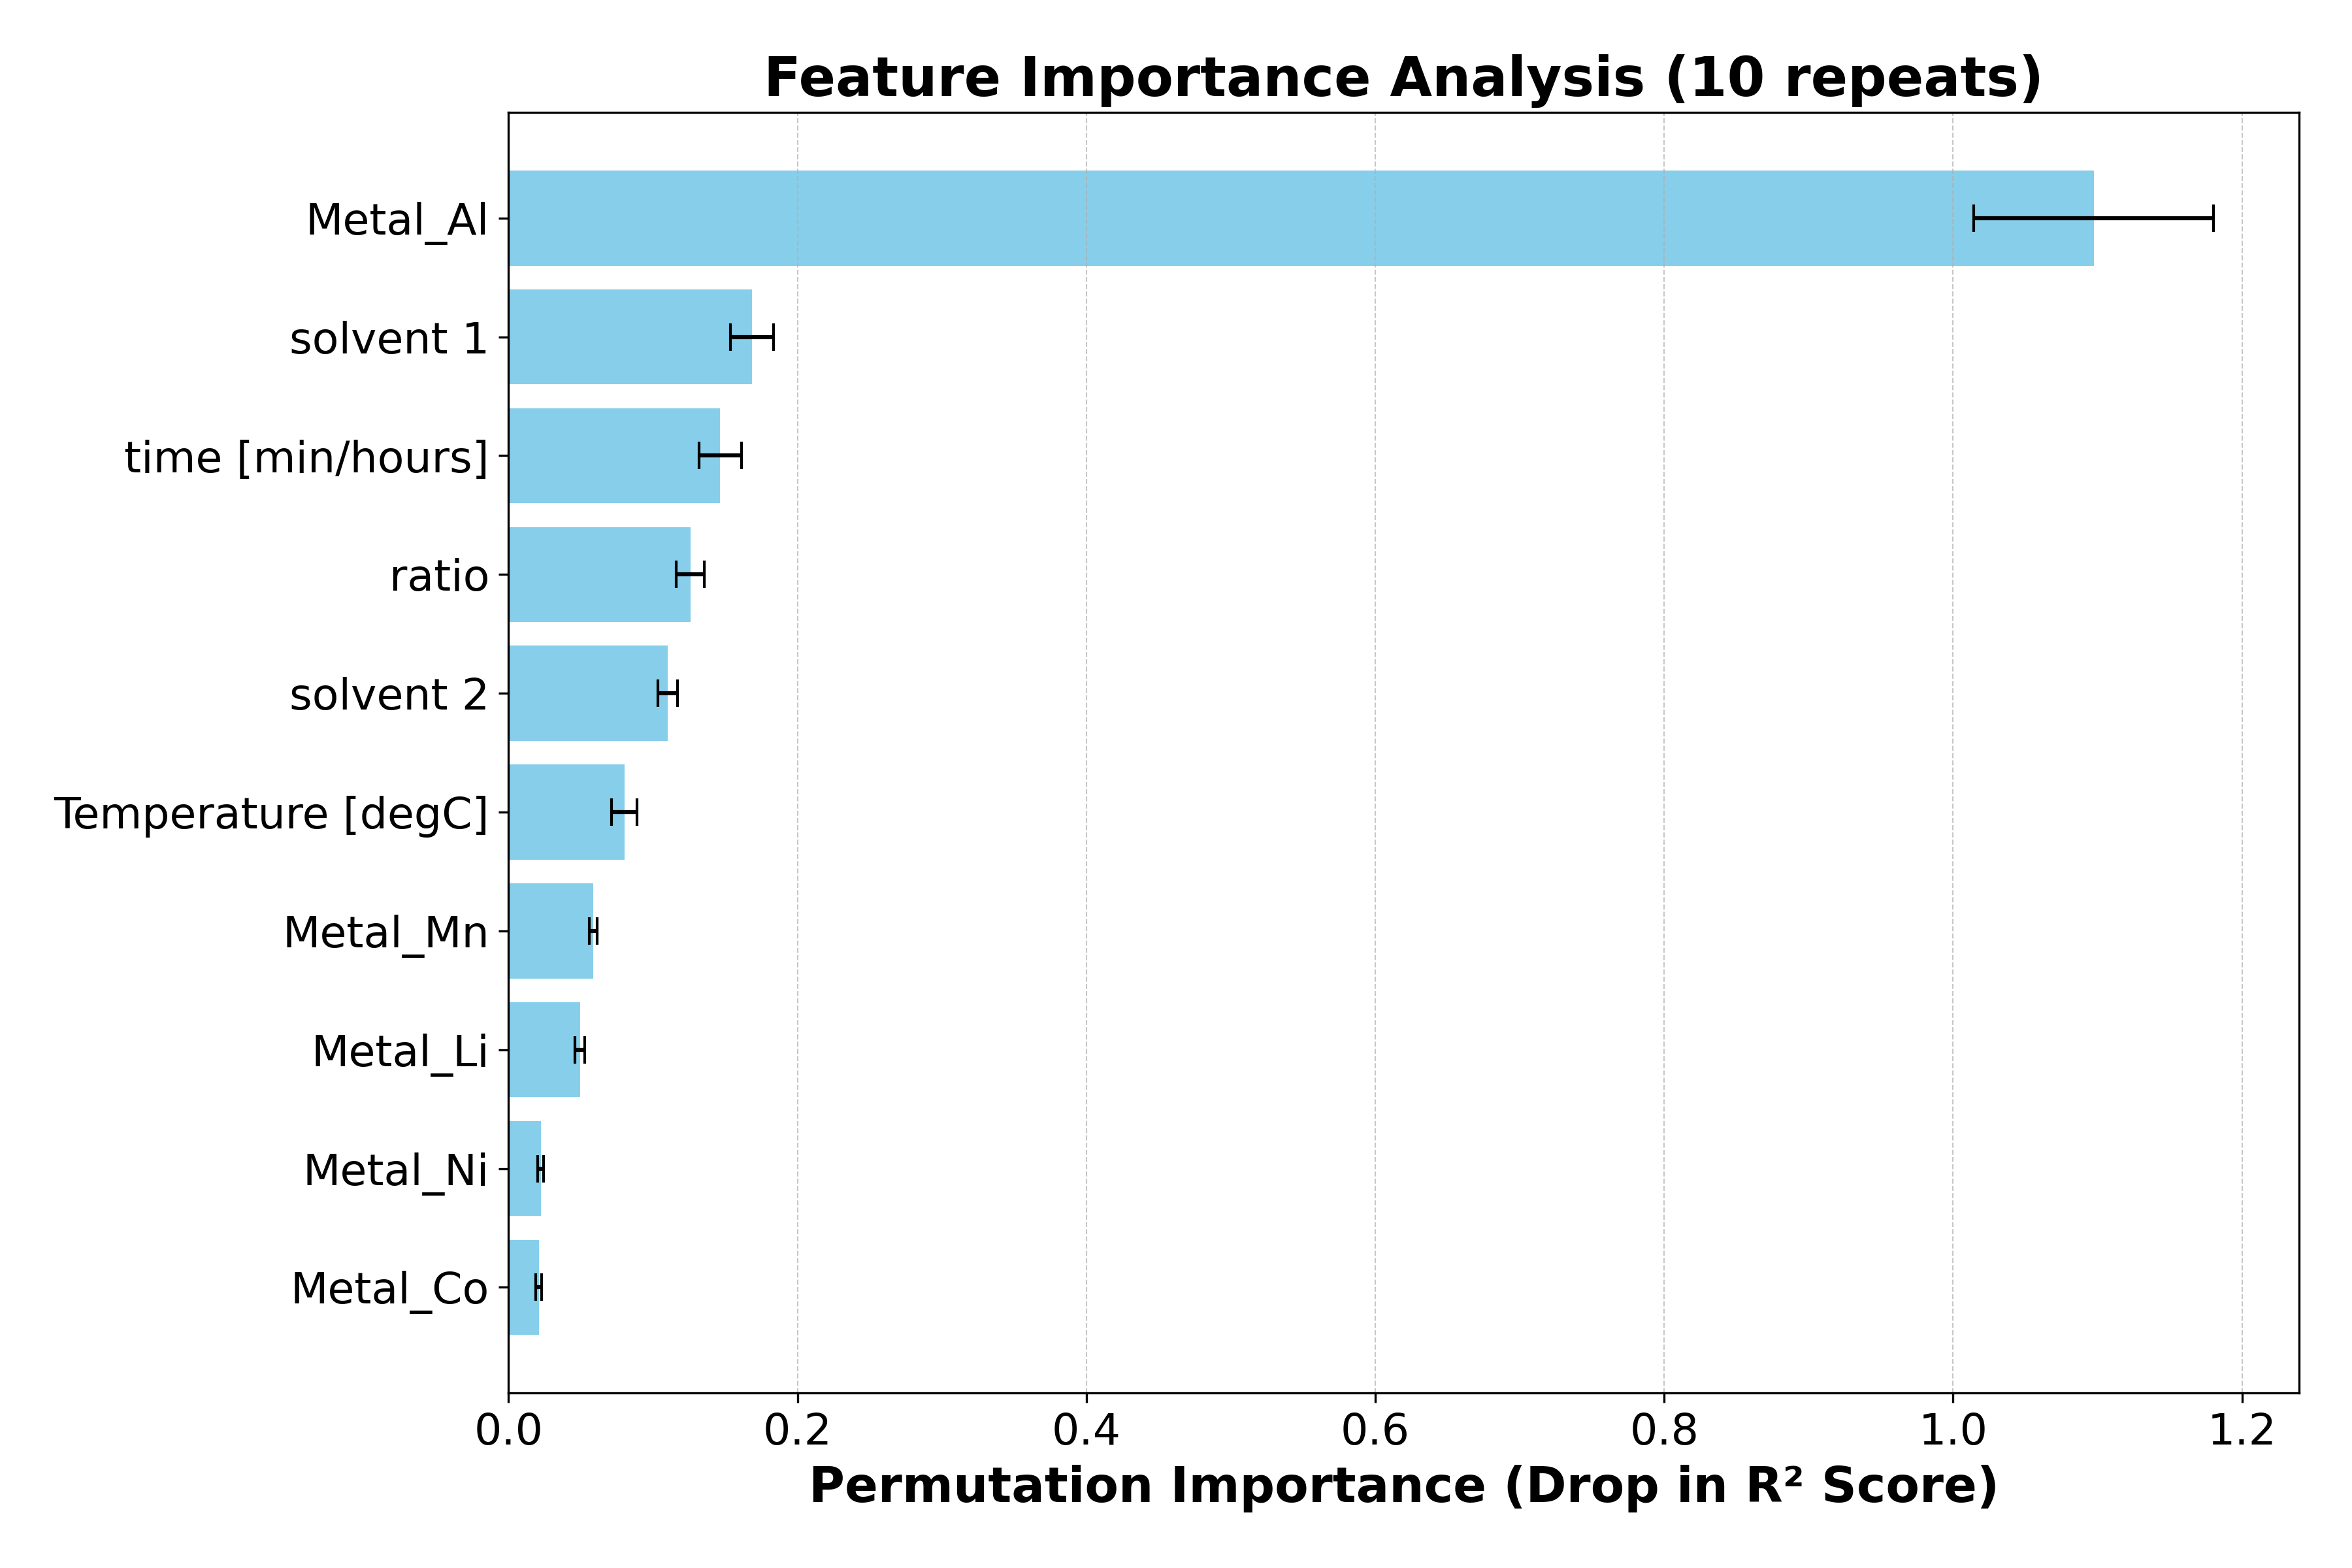 Feature Importance Analysis (10 repeats)
Metal_Al
solvent 1
time [min/hours]
ratio
solvent 2
Temperature [degC]
Metal_Mn
Metal_Li
Metal_Ni
Metal_Co
0.0 0.2 0.4 0.6 0.8 1.0 1.2
Permutation Importance (Drop in R² Score)